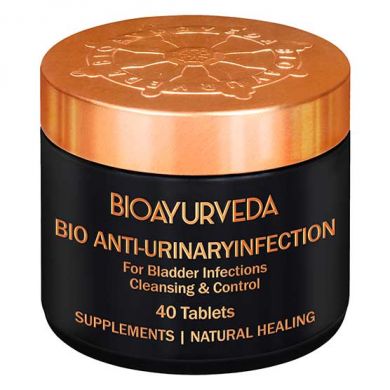 BIOAYURVEDA
BIO ANTI-URINARYINFECTION
For Bladder Infections
Cleansing & Control
40 Tablets
SUPPLEMENTS | NATURAL HEALING